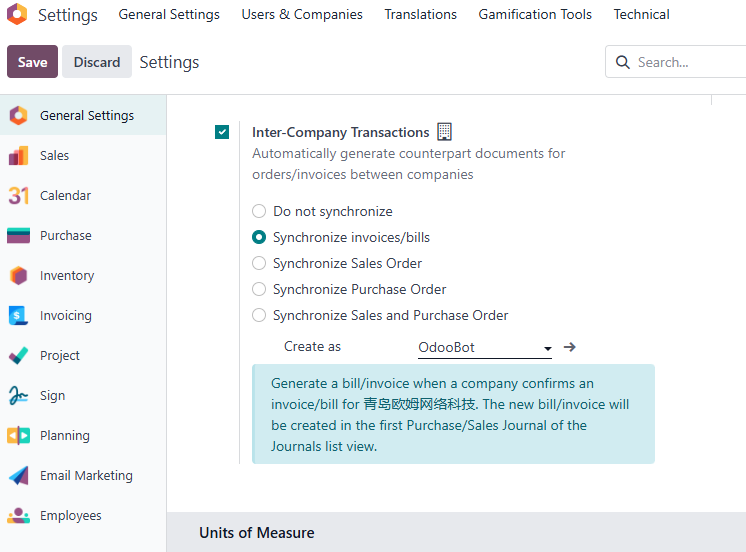 Settings General Settings Users & Companies Translations Gamification Tools Technical
Save Discard Settings Search...
General Settings
Sales
Calendar
Purchase
Inventory
Invoicing
Project
Sign
Planning
Email Marketing
Employees
Inter-Company Transactions
Automatically generate counterpart documents for
orders/invoices between companies
Do not synchronize
Synchronize invoices/bills
Synchronize Sales Order
Synchronize Purchase Order
Synchronize Sales and Purchase Order
Create as OdooBot
Generate a bill/invoice when a company confirms an
invoice/bill for 青岛欧姆网络科技. The new bill/invoice will
be created in the first Purchase/Sales Journal of the
Journals list view.
Units of Measure
31